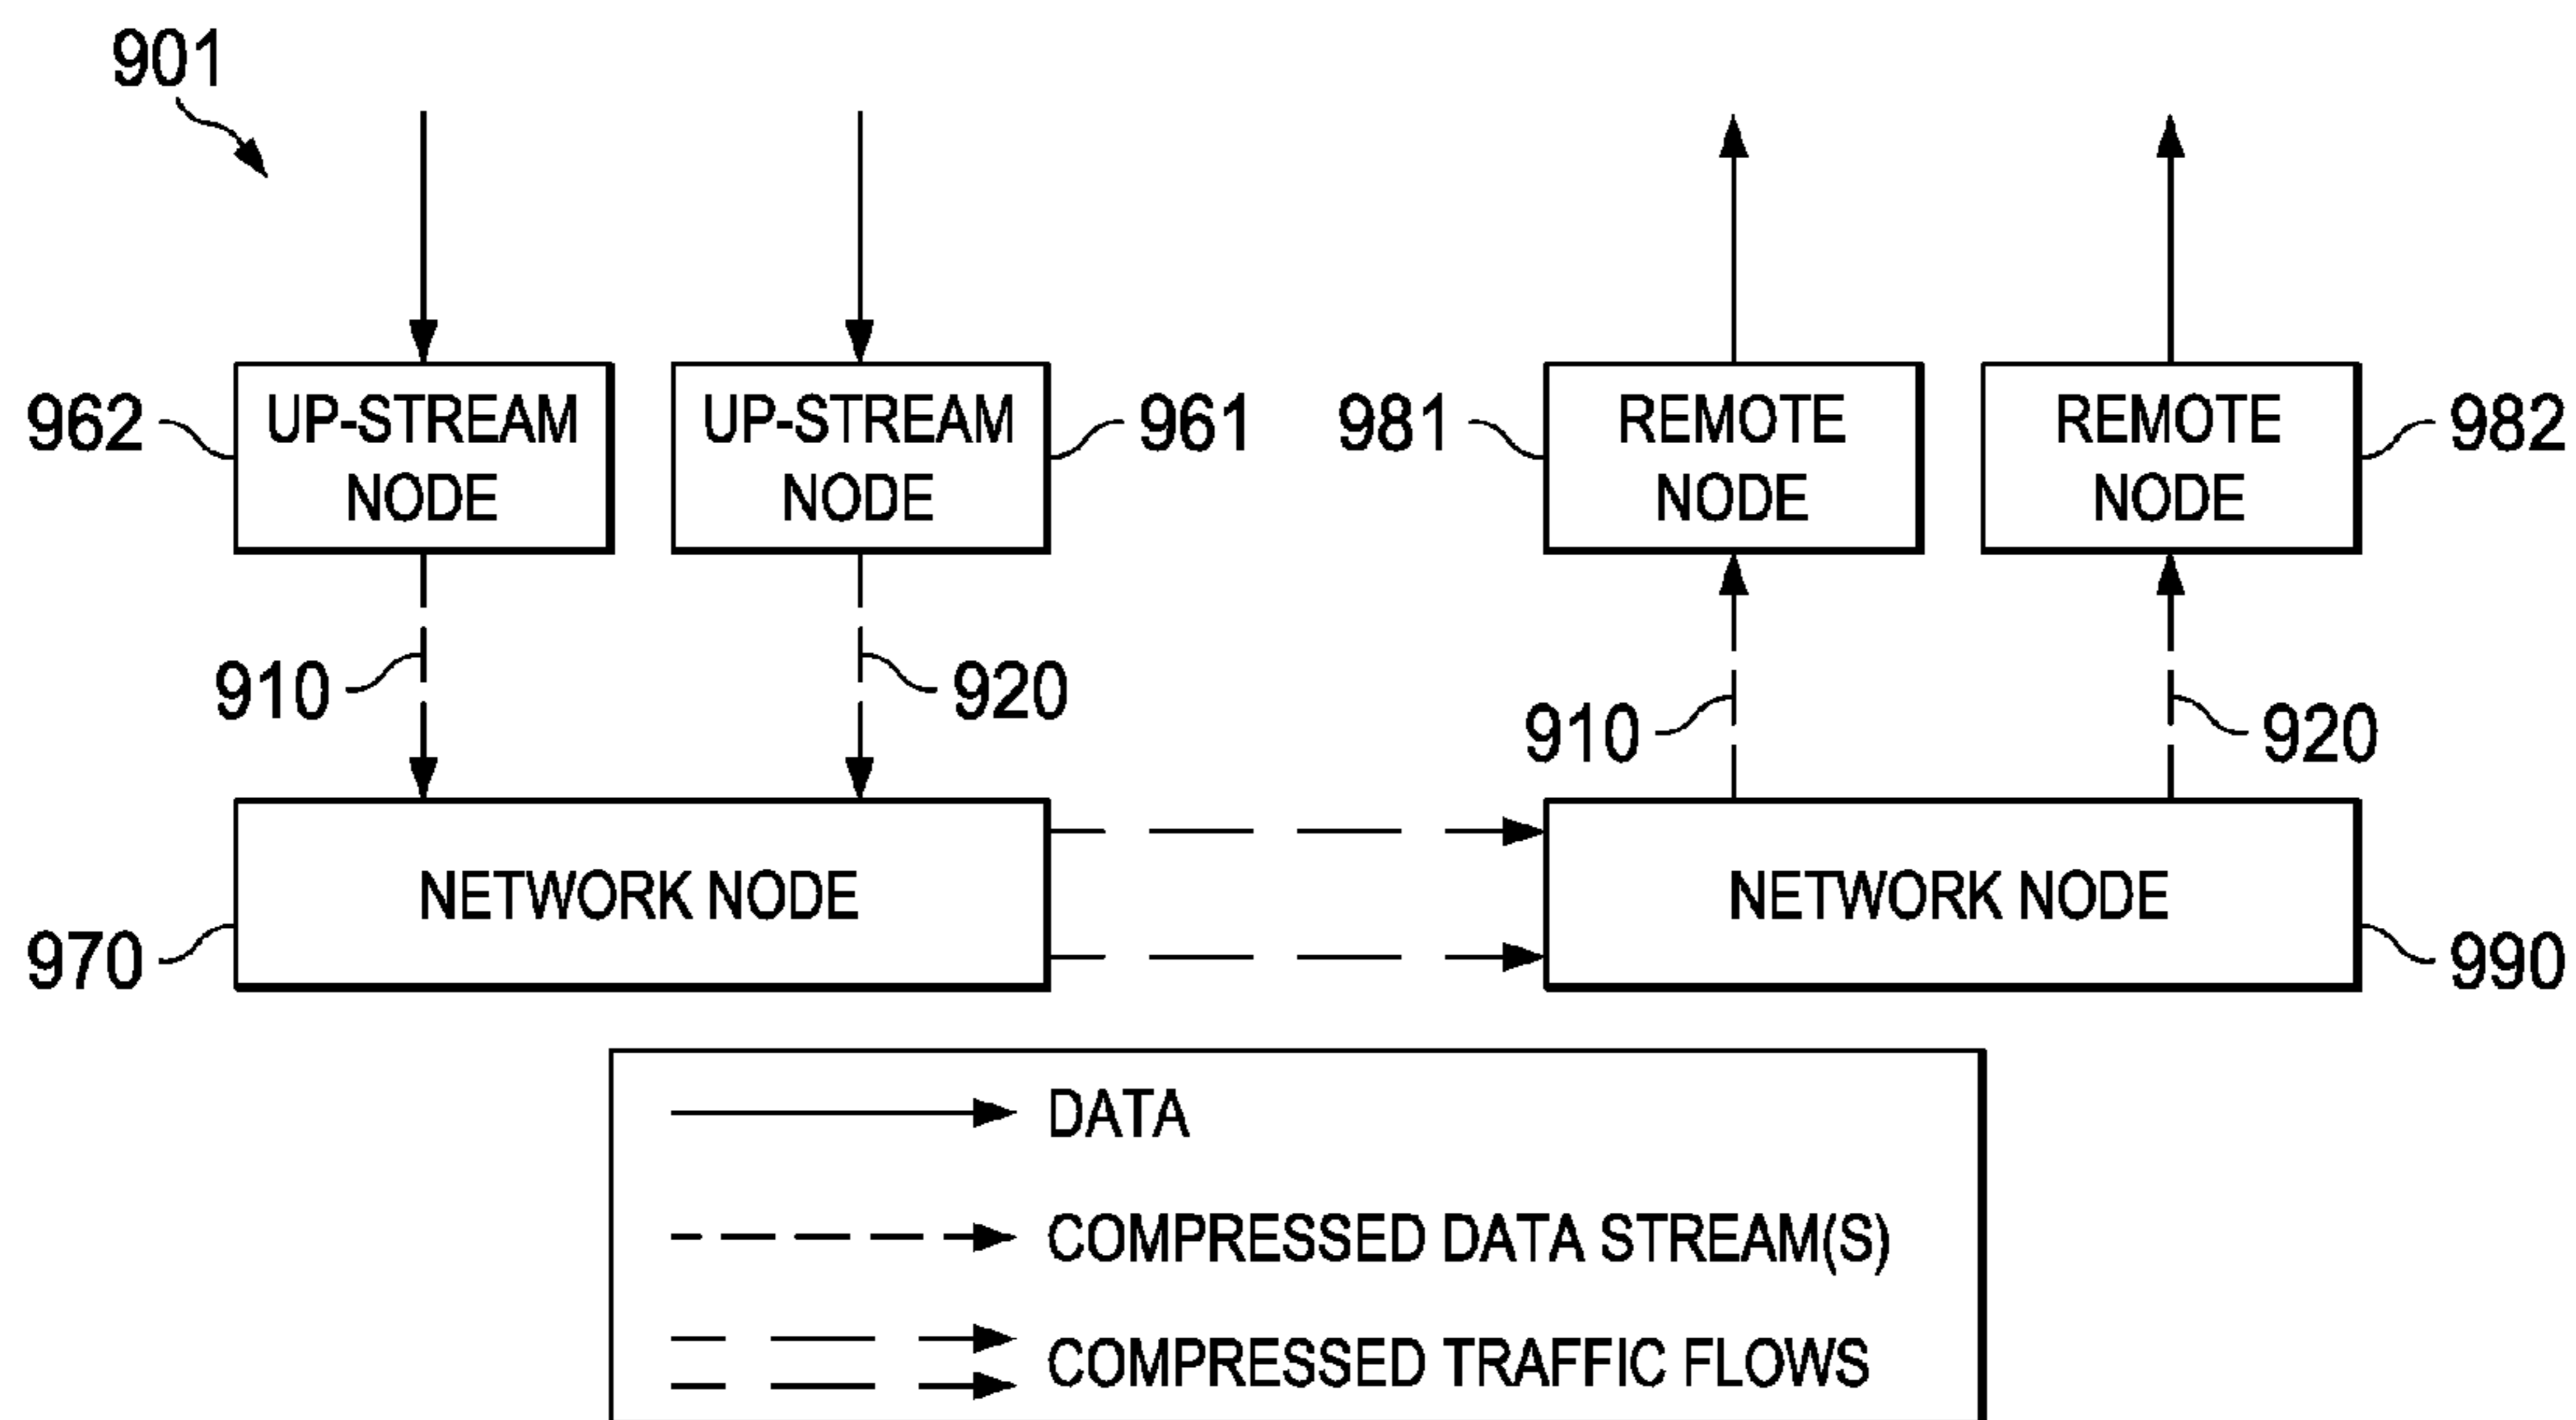 901
962
UP-STREAM
NODE
UP-STREAM
NODE
961
981
REMOTE
NODE
REMOTE
NODE
982
910
920
910
920
970
NETWORK NODE
NETWORK NODE
990
DATA
COMPRESSED DATA STREAM(S)
COMPRESSED TRAFFIC FLOWS